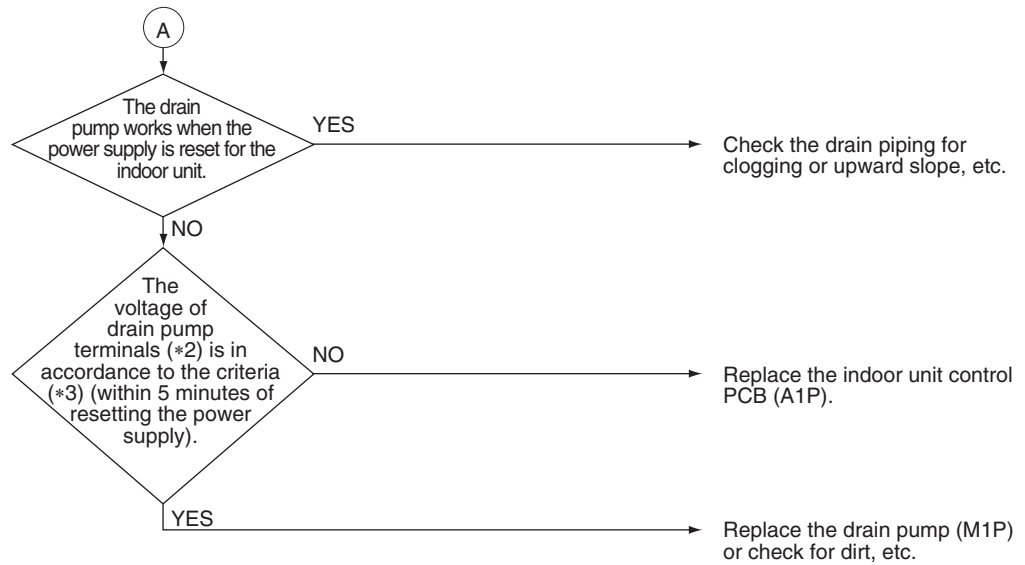 A
The drain
pump works when the
power supply is reset for the
indoor unit.
YES
Check the drain piping for
clogging or upward slope, etc.
NO
The
voltage of
drain pump
terminals (*2) is in
accordance to the criteria
(*3) (within 5 minutes of
resetting the power
supply).
NO
Replace the indoor unit control
PCB (A1P).
YES
Replace the drain pump (M1P)
or check for dirt, etc.